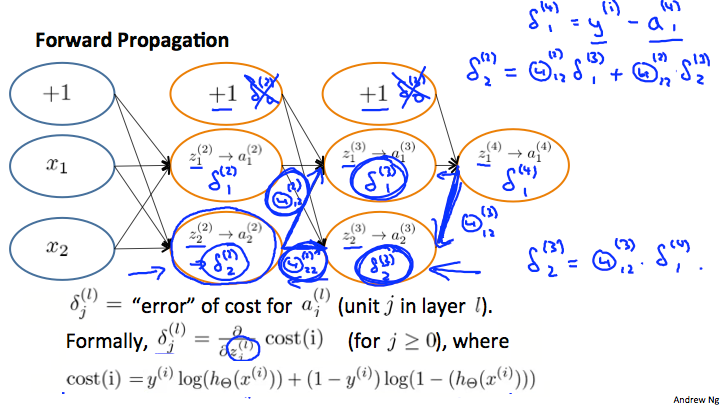 δ₁⁽⁴⁾ = y⁽ⁱ⁾ − a₁⁽⁴⁾
Forward Propagation
δ₂⁽²⁾ = Θ₁₂⁽²⁾ δ₁⁽³⁾ + Θ₂₂⁽²⁾ δ₂⁽³⁾
+1 +1 +1
x₁ z₁⁽²⁾ → a₁⁽²⁾ z₁⁽³⁾ → a₁⁽³⁾ z₁⁽⁴⁾ → a₁⁽⁴⁾
δ₁⁽²⁾ Θ₁₂⁽²⁾ δ₁⁽³⁾ δ₁⁽⁴⁾
Θ₁₂⁽³⁾
x₂ z₂⁽²⁾ → a₂⁽²⁾ z₂⁽³⁾ → a₂⁽³⁾
δ₂⁽²⁾ Θ₂₂⁽²⁾ δ₂⁽³⁾ δ₂⁽³⁾ = Θ₁₂⁽³⁾ · δ₁⁽⁴⁾.
δⱼ⁽ˡ⁾ = “error” of cost for aⱼ⁽ˡ⁾ (unit j in layer l).
Formally, δⱼ⁽ˡ⁾ = ∂/∂zⱼ⁽ˡ⁾ cost(i) (for j ≥ 0), where
cost(i) = y⁽ⁱ⁾ log(hΘ(x⁽ⁱ⁾)) + (1 − y⁽ⁱ⁾) log(1 − (hΘ(x⁽ⁱ⁾)))
Andrew Ng